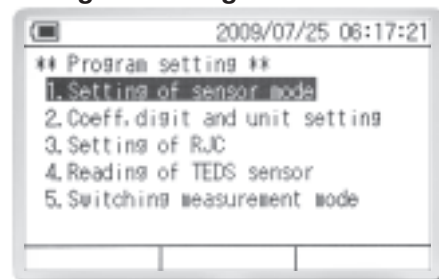 2009/07/25 06:17:21
** Program setting **
1.Setting of sensor mode
2.Coeff.digit and unit setting
3.Setting of RJC
4.Reading of TEDS sensor
5.Switching measurement mode